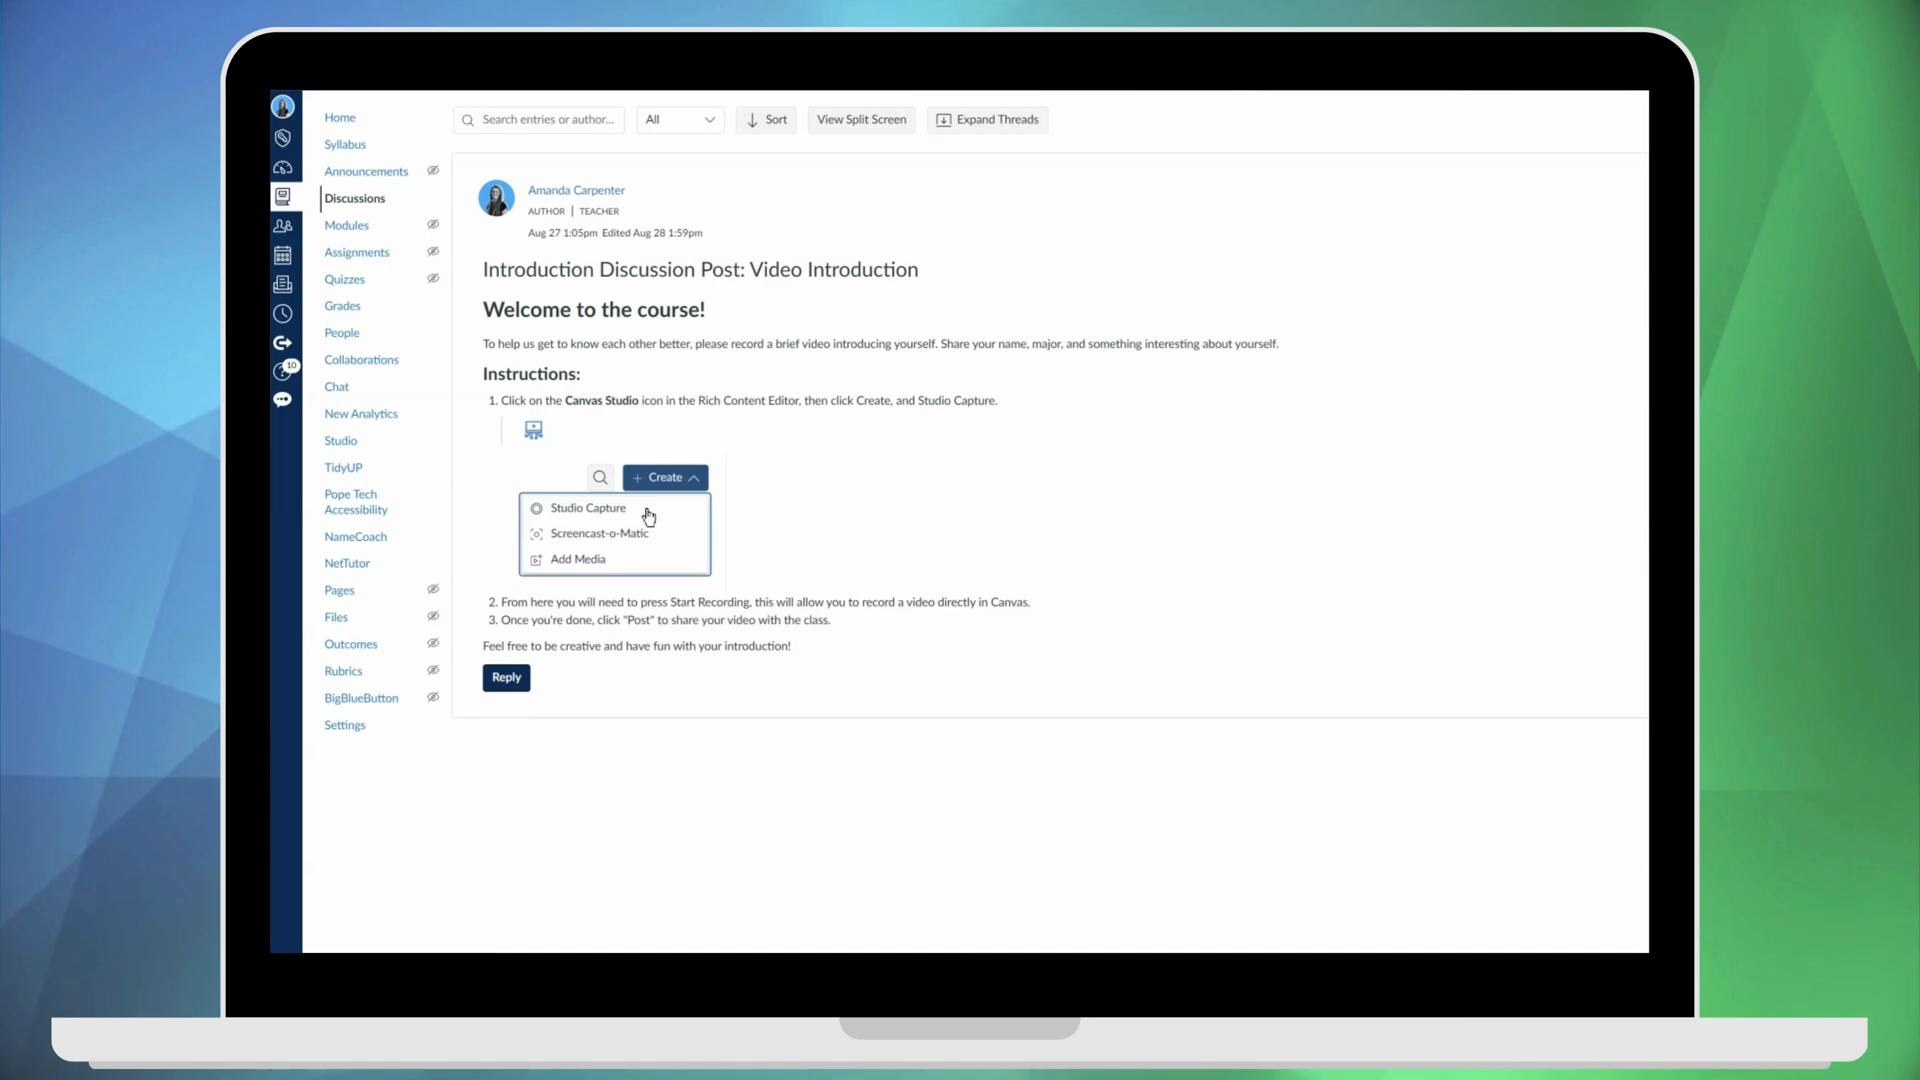 Home
Syllabus
Announcements
Discussions
Modules
Assignments
Quizzes
Grades
People
Collaborations
Chat
New Analytics
Studio
TidyUP
Pope Tech
Accessibility
NameCoach
NetTutor
Pages
Files
Outcomes
Rubrics
BigBlueButton
Settings
10
Search entries or author...
All
Sort
View Split Screen
Expand Threads
Amanda Carpenter
AUTHOR | TEACHER
Aug 27 1:05pm Edited Aug 28 1:59pm
Introduction Discussion Post: Video Introduction
Welcome to the course!
To help us get to know each other better, please record a brief video introducing yourself. Share your name, major, and something interesting about yourself.
Instructions:
1. Click on the Canvas Studio icon in the Rich Content Editor, then click Create, and Studio Capture.
+ Create
Studio Capture
Screencast-o-Matic
Add Media
2. From here you will need to press Start Recording, this will allow you to record a video directly in Canvas.
3. Once you're done, click "Post" to share your video with the class.
Feel free to be creative and have fun with your introduction!
Reply